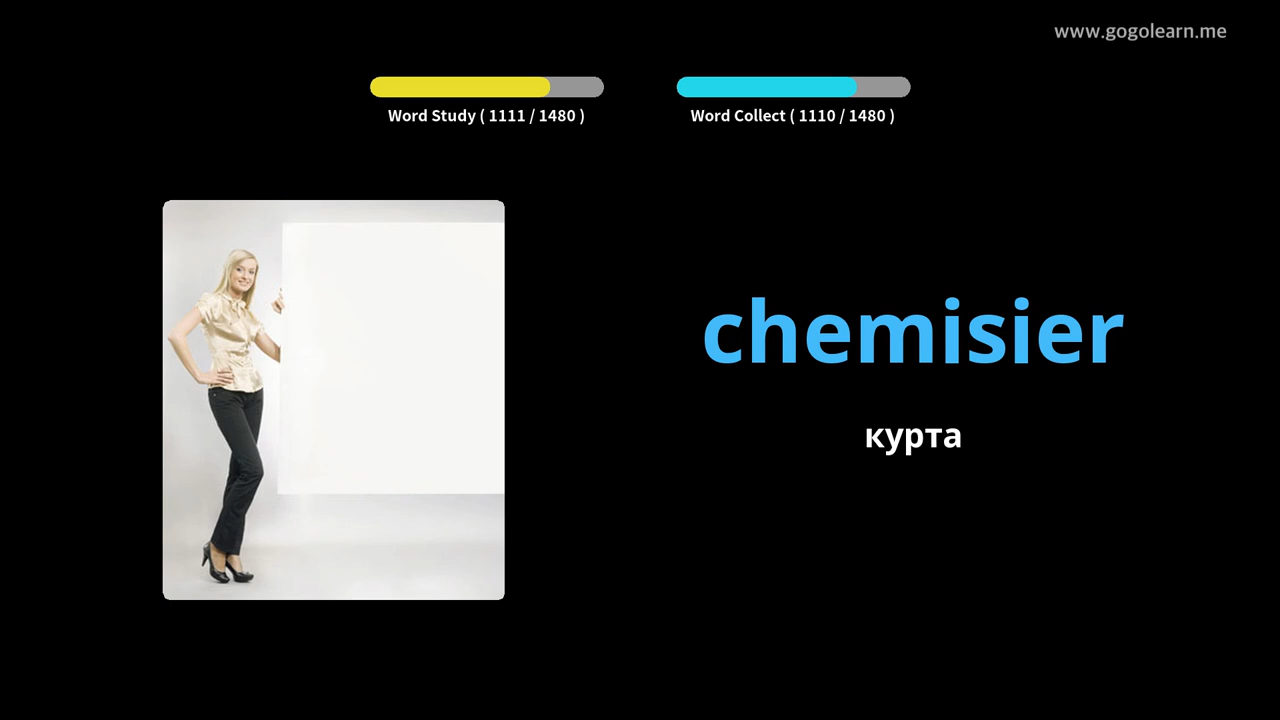 www.gogolearn.me
Word Study ( 1111 / 1480 )
Word Collect ( 1110 / 1480 )
chemisier
курта